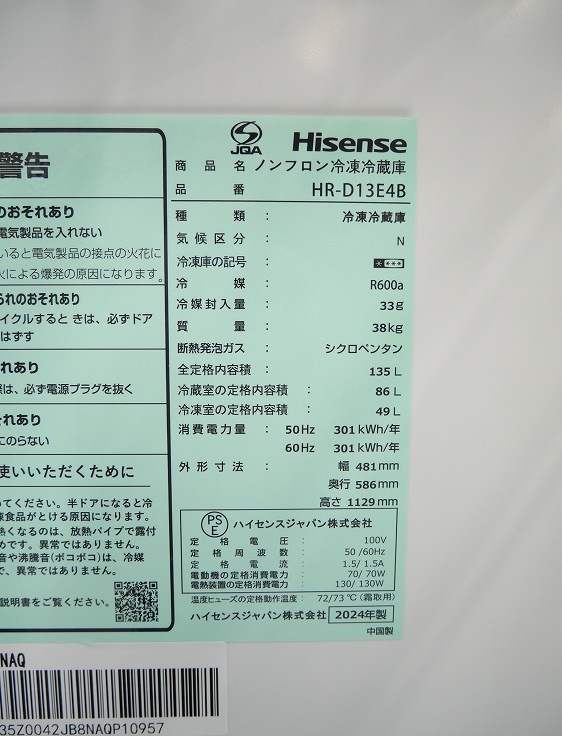 警告
のおそれあり
電気製品を入れない
いると電気製品の接点の火花に
火による爆発の原因になります。
られのおそれあり
イクルするときは、必ずドア
はずす
れあり
際は、必ず電源プラグを抜く
それあり
にのらない
使いいただくために
いてください。半ドアになると冷
凍食品がとける原因になります。
熱くなるのは、放熱パイプで露付
めです。異常ではありません。
音や沸騰音(ボコボコ)は、冷媒
で、異常ではありません。
説明書をご覧ください。
JQA
Hisense
商品名 ノンフロン冷凍冷蔵庫
品番 HR-D13E4B
種類: 冷凍冷蔵庫
気候区分: N
冷凍庫の記号: ****
冷媒: R600a
冷媒封入量: 33g
質量: 38kg
断熱発泡ガス: シクロペンタン
全定格内容積: 135L
冷蔵室の定格内容積: 86L
冷凍室の定格内容積: 49L
消費電力量: 50Hz 301kWh/年
60Hz 301kWh/年
外形寸法: 幅 481mm
奥行 586mm
高さ 1129mm
PSE ハイセンスジャパン株式会社
定格電圧: 100V
定格周波数: 50/60Hz
定格電流: 1.5/1.5A
電動機の定格消費電力: 70/70W
電熱装置の定格消費電力: 130/130W
温度ヒューズの定格動作温度: 72/73℃(霜取用)
ハイセンスジャパン株式会社 2024年製
中国製
NAQ
35Z0042JB8NAQP10957